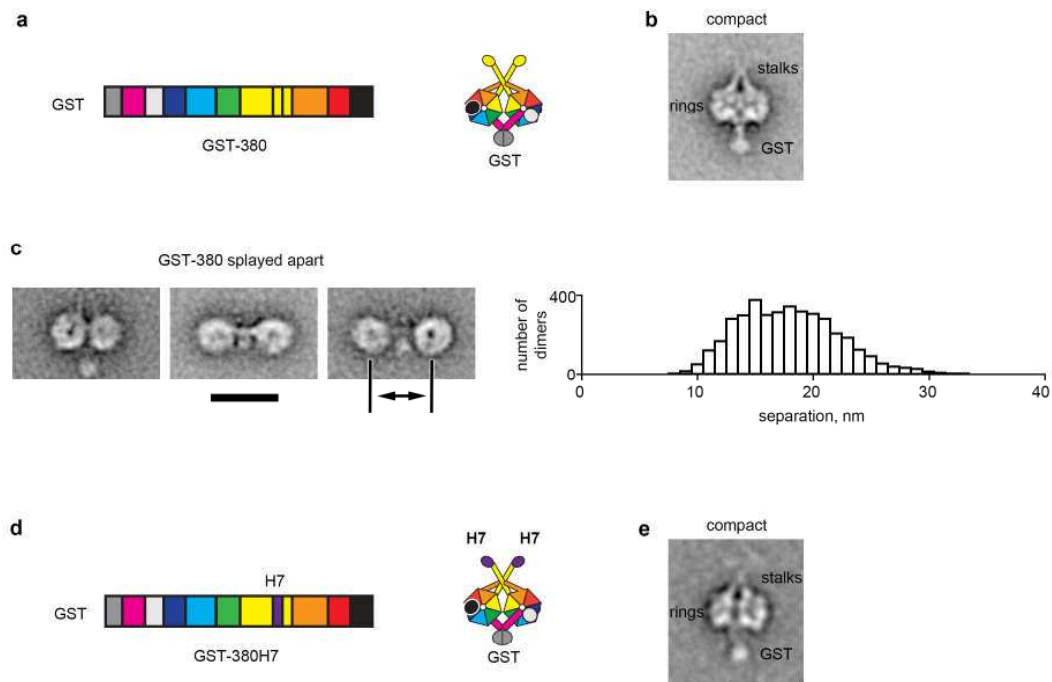 a
GST
GST-380
GST
b
compact
stalks
rings
GST
c
GST-380 splayed apart
number of
dimers
400
0
0
10
20
30
40
separation, nm
d
H7
GST
GST-380H7
H7
H7
GST
e
compact
stalks
rings
GST